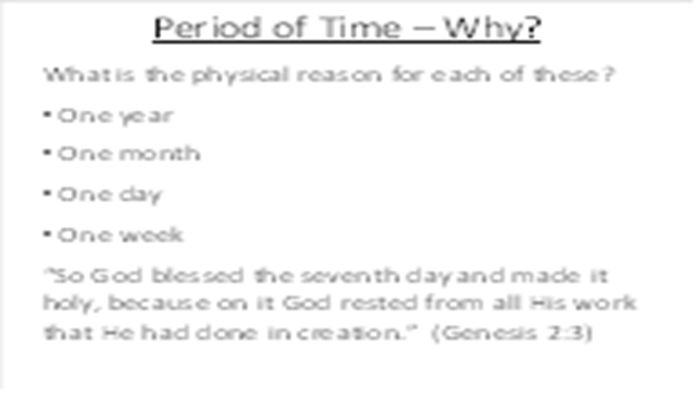 Period of Time – Why?
What is the physical reason for each of these?
• One year
• One month
• One day
• One week
"So God blessed the seventh day and made it
holy, because on it God rested from all His work
that He had done in creation." (Genesis 2:3)